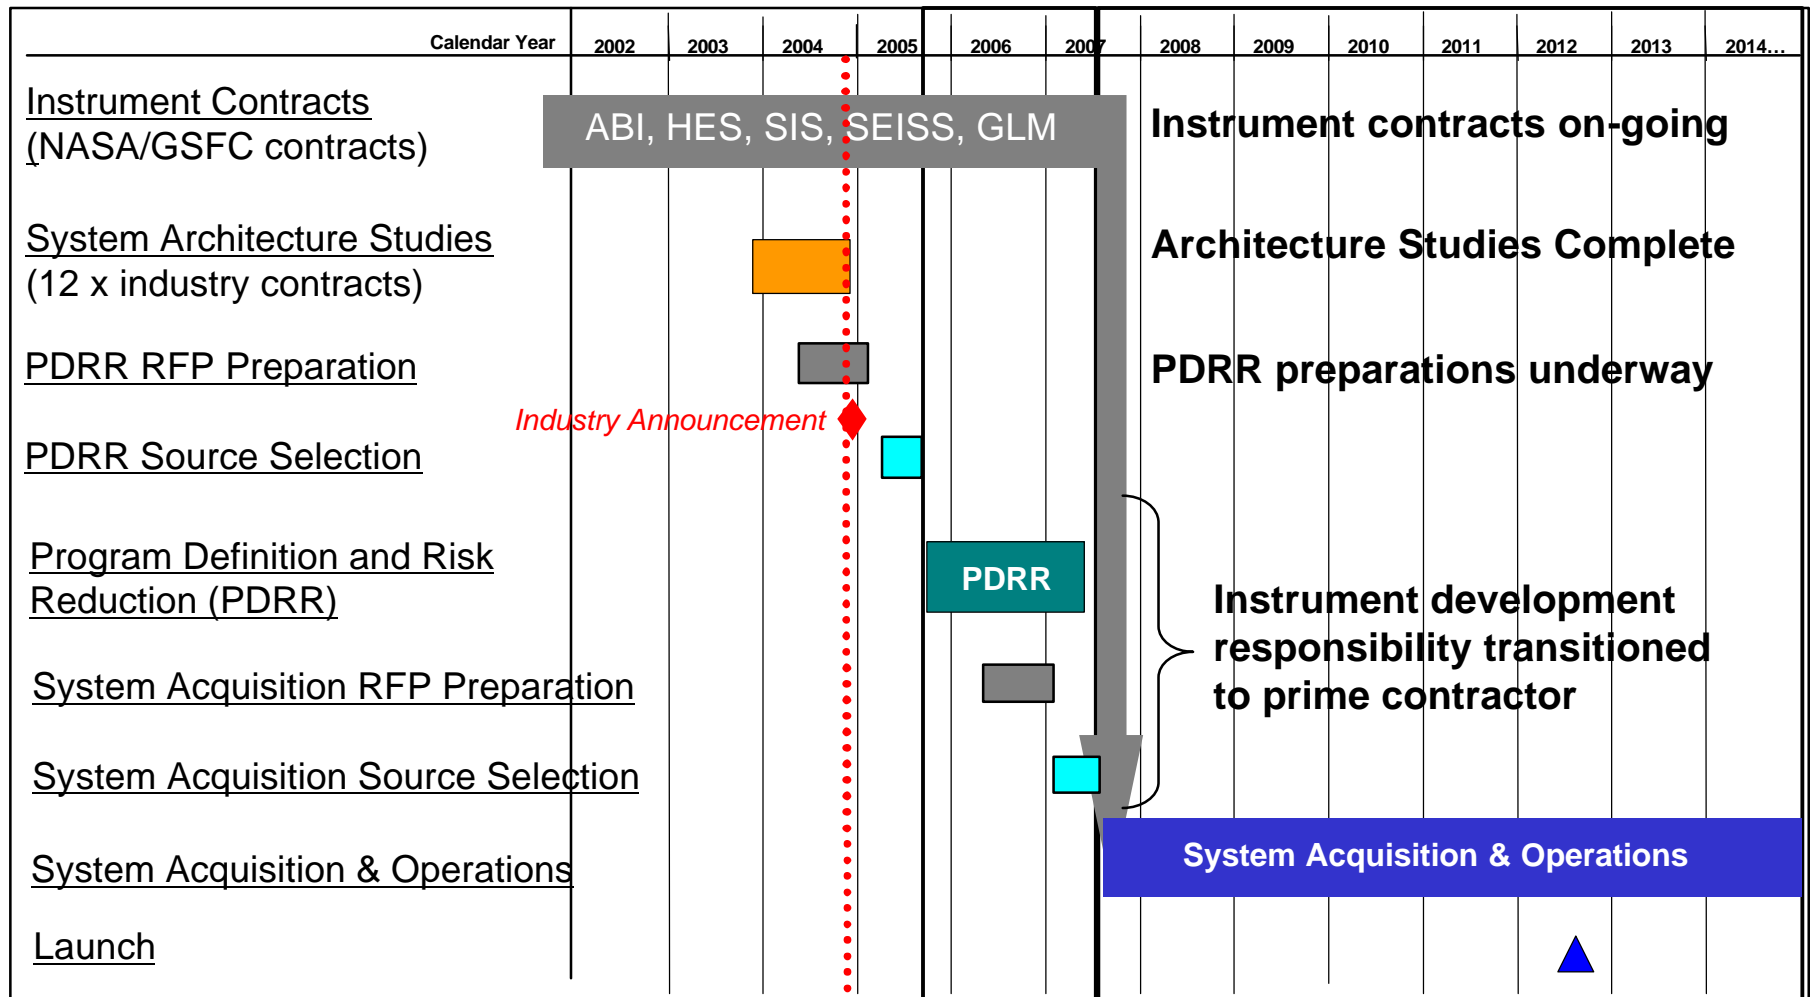 Calendar Year 2002 2003 2004 2005 2006 2007 2008 2009 2010 2011 2012 2013 2014…
Instrument Contracts
(NASA/GSFC contracts)
ABI, HES, SIS, SEISS, GLM
Instrument contracts on-going
System Architecture Studies
(12 x industry contracts)
Architecture Studies Complete
PDRR RFP Preparation
PDRR preparations underway
Industry Announcement
PDRR Source Selection
Program Definition and Risk
Reduction (PDRR)
PDRR
Instrument development
responsibility transitioned
to prime contractor
System Acquisition RFP Preparation
System Acquisition Source Selection
System Acquisition & Operations
System Acquisition & Operations
Launch